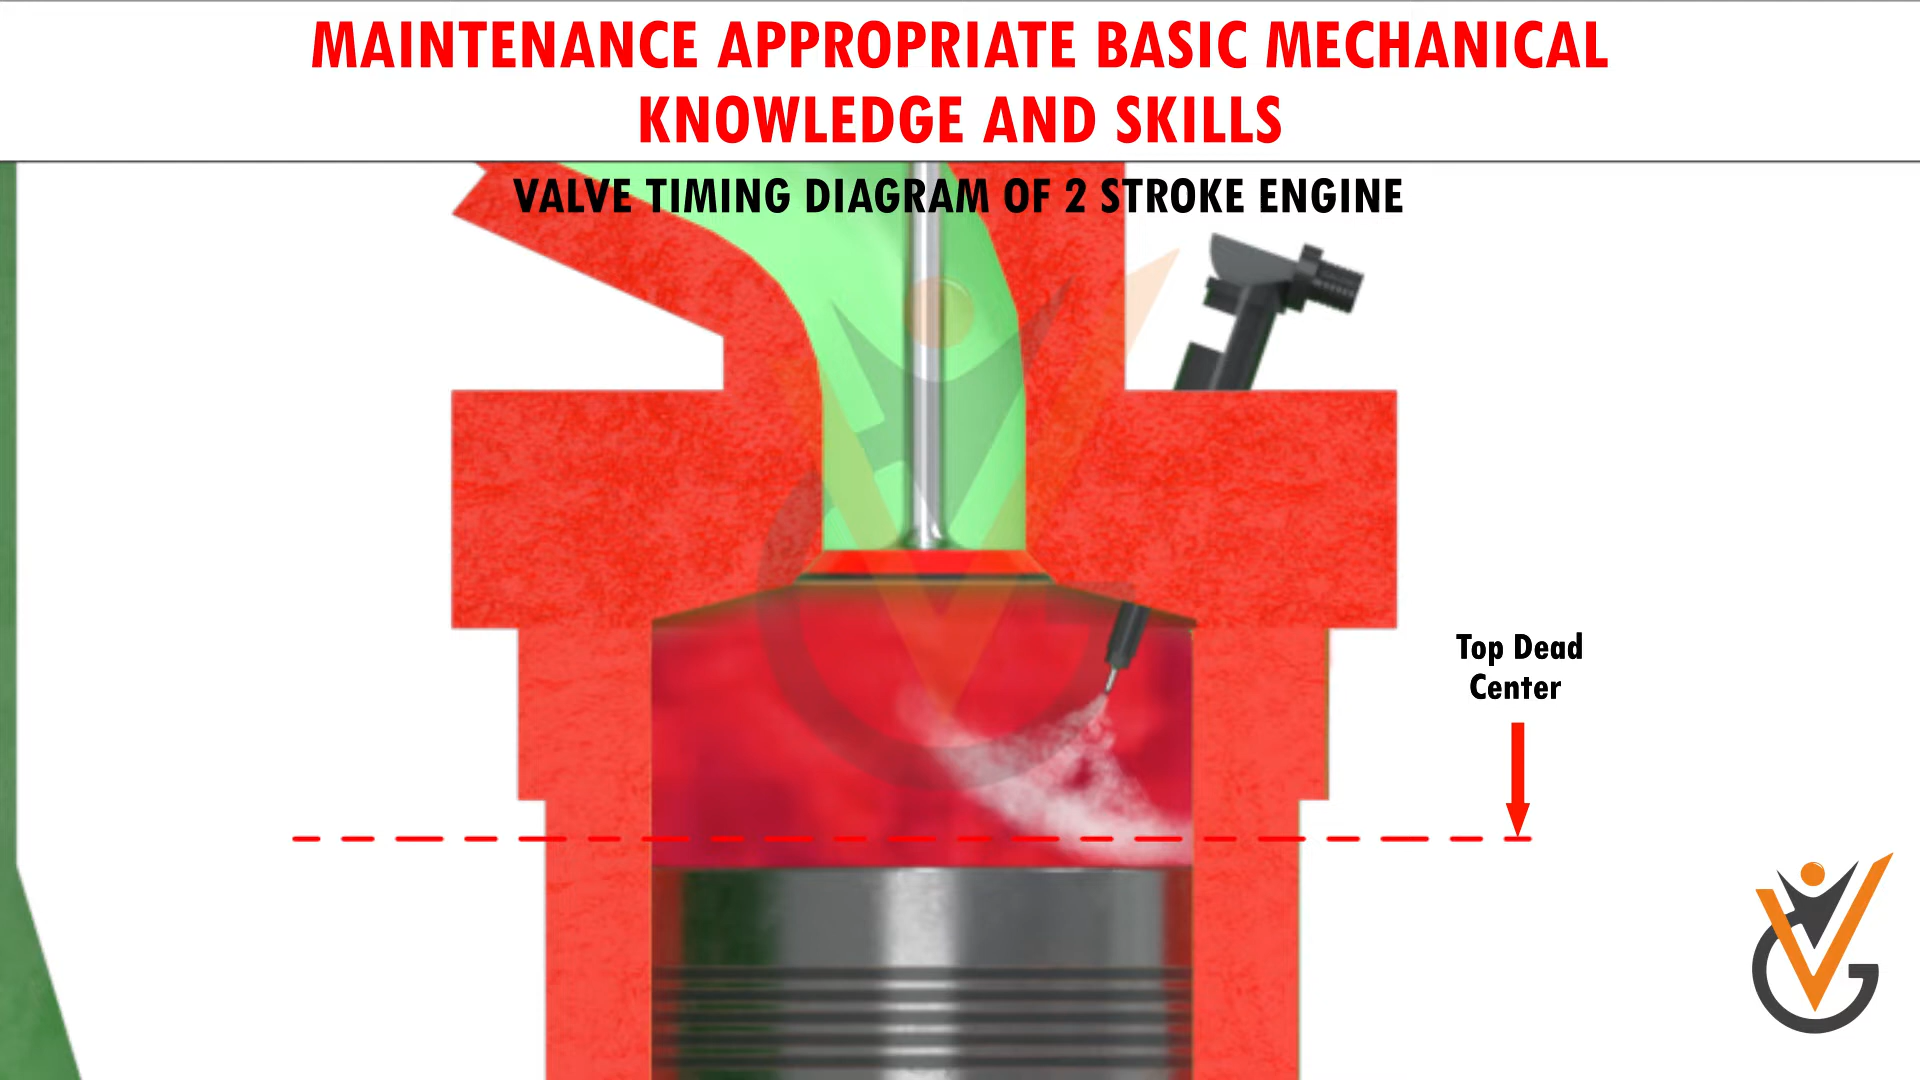 MAINTENANCE APPROPRIATE BASIC MECHANICAL
KNOWLEDGE AND SKILLS
VALVE TIMING DIAGRAM OF 2 STROKE ENGINE
Top Dead
Center